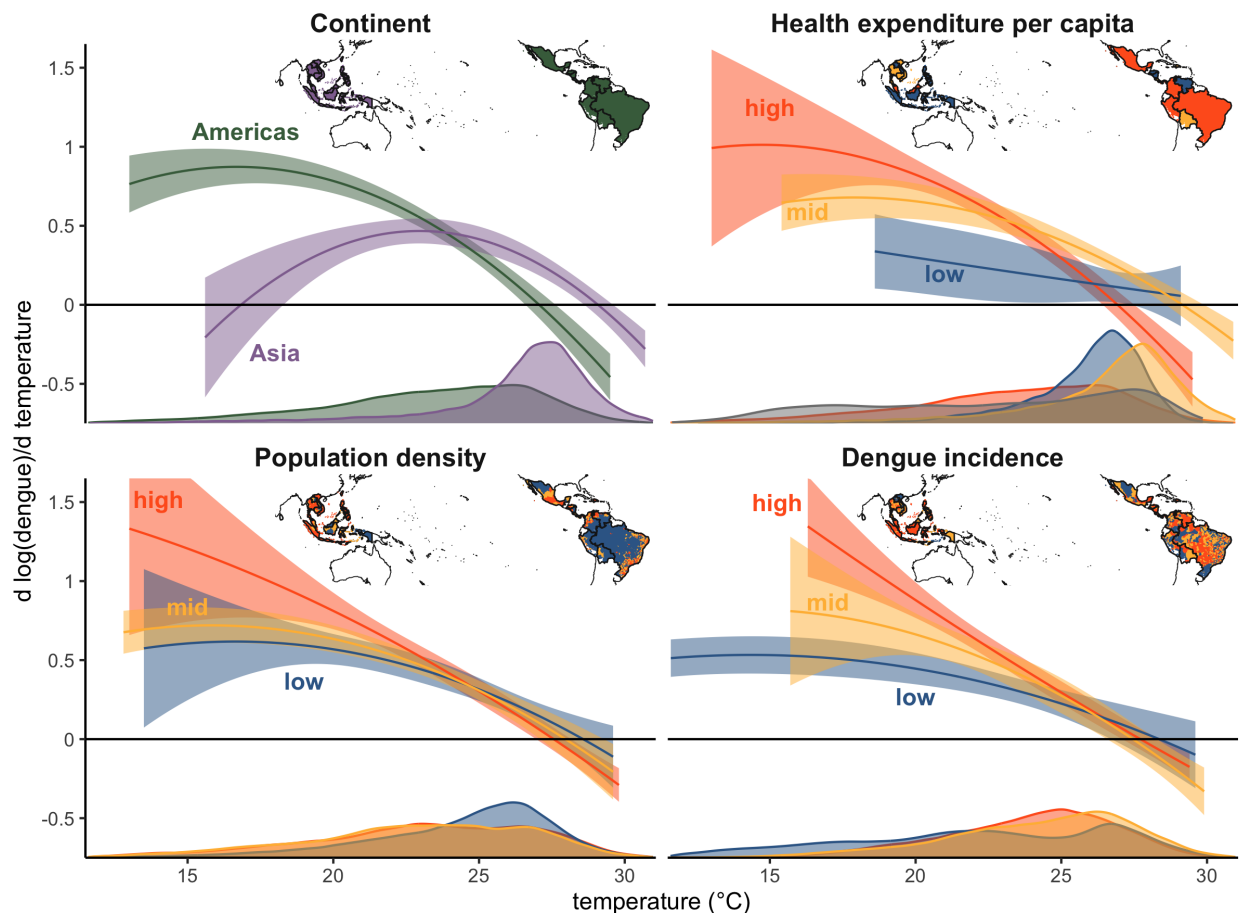 Continent
Health expenditure per capita
1.5
1
0.5
0
-0.5
Americas
Asia
high
mid
low
d log(dengue)/d temperature
Population density
Dengue incidence
1.5
1
0.5
0
-0.5
high
mid
low
high
mid
low
15
20
25
30
15
20
25
30
temperature (°C)